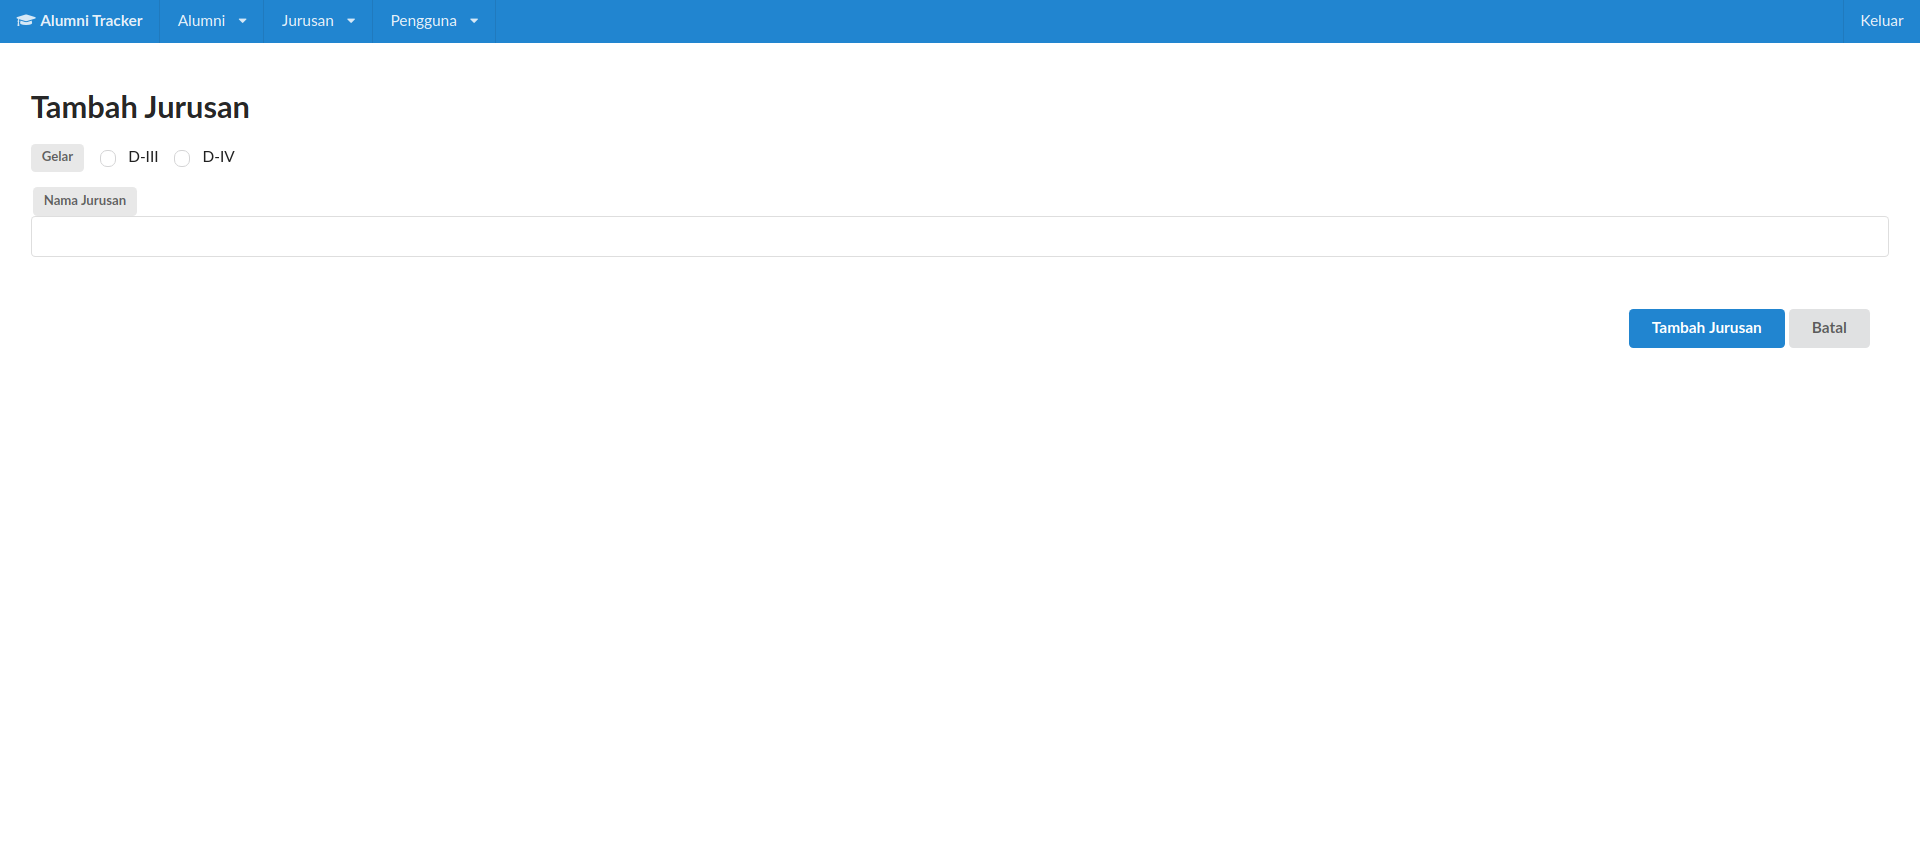 Alumni Tracker Alumni Jurusan Pengguna Keluar
Tambah Jurusan
Gelar D-III D-IV
Nama Jurusan
Tambah Jurusan Batal